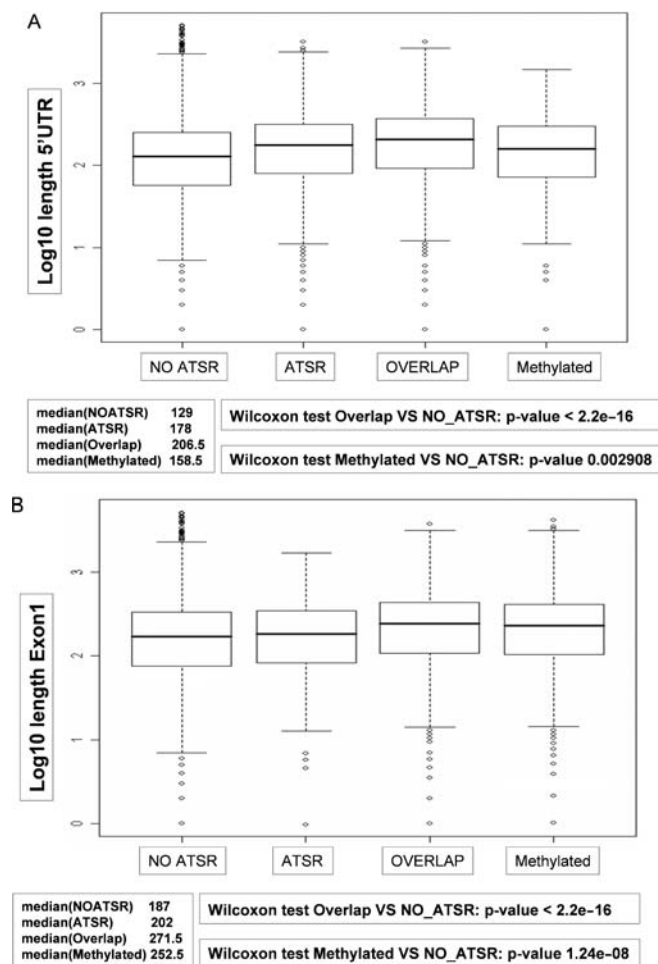 A
Log10 length 5'UTR
3
2
1
0
NO ATSR ATSR OVERLAP Methylated
median(NOATSR) 129
median(ATSR) 178
median(Overlap) 206.5
median(Methylated) 158.5
Wilcoxon test Overlap VS NO_ATSR: p-value < 2.2e-16
Wilcoxon test Methylated VS NO_ATSR: p-value 0.002908
B
Log10 length Exon1
3
2
1
0
NO ATSR ATSR OVERLAP Methylated
median(NOATSR) 187
median(ATSR) 202
median(Overlap) 271.5
median(Methylated) 252.5
Wilcoxon test Overlap VS NO_ATSR: p-value < 2.2e-16
Wilcoxon test Methylated VS NO_ATSR: p-value 1.24e-08